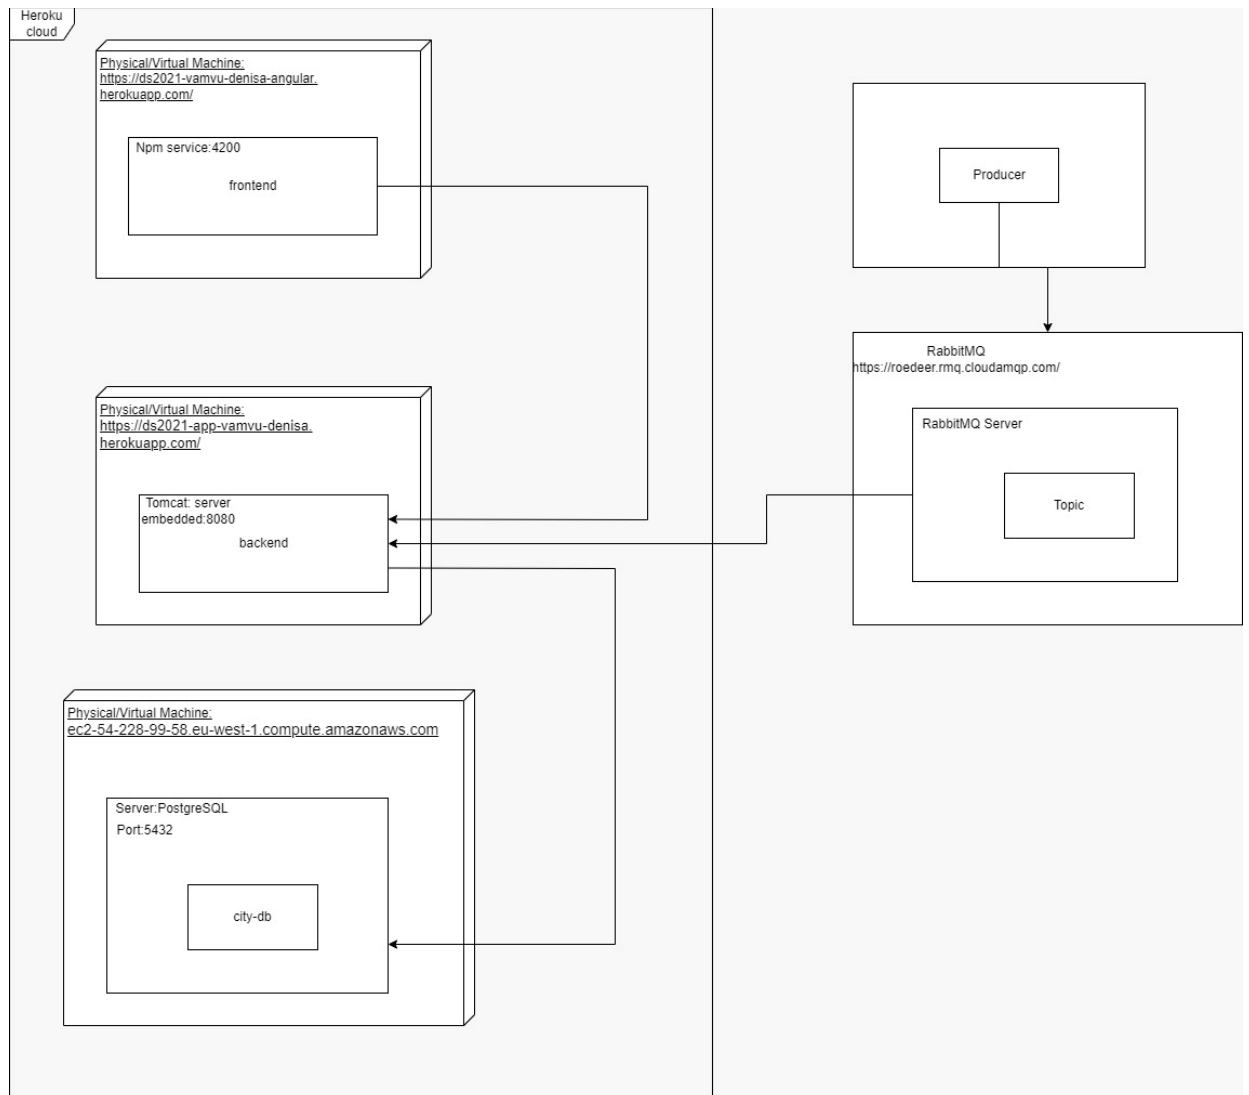 Heroku
cloud
Physical/Virtual Machine:
https://ds2021-vamvu-denisa-angular.
herokuapp.com/
Npm service:4200
frontend
Producer
RabbitMQ
https://roedeer.rmq.cloudamqp.com/
RabbitMQ Server
Topic
Physical/Virtual Machine:
https://ds2021-app-vamvu-denisa.
herokuapp.com/
Tomcat: server
embedded:8080
backend
Physical/Virtual Machine:
ec2-54-228-99-58.eu-west-1.compute.amazonaws.com
Server:PostgreSQL
Port:5432
city-db